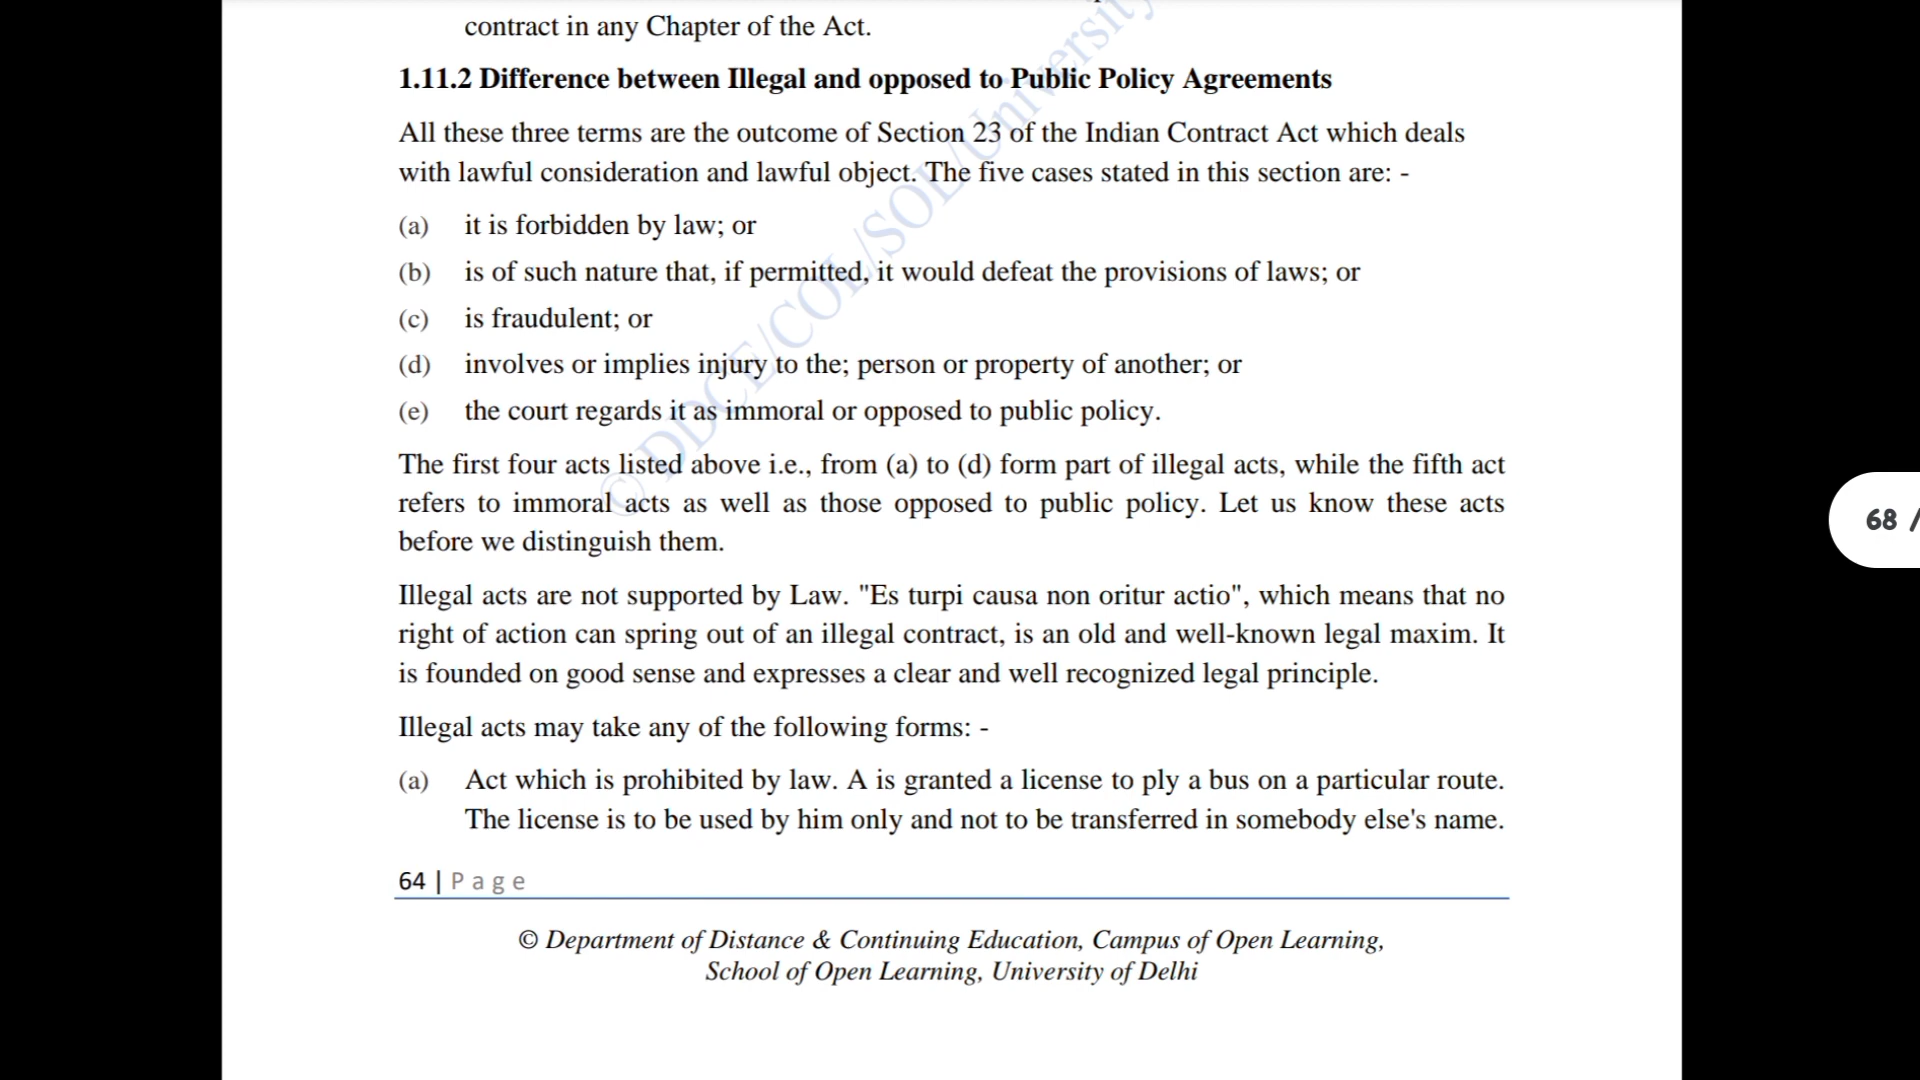 contract in any Chapter of the Act.
1.11.2 Difference between Illegal and opposed to Public Policy Agreements
All these three terms are the outcome of Section 23 of the Indian Contract Act which deals
with lawful consideration and lawful object. The five cases stated in this section are: -
(a) it is forbidden by law; or
(b) is of such nature that, if permitted, it would defeat the provisions of laws; or
(c) is fraudulent; or
(d) involves or implies injury to the; person or property of another; or
(e) the court regards it as immoral or opposed to public policy.
The first four acts listed above i.e., from (a) to (d) form part of illegal acts, while the fifth act
refers to immoral acts as well as those opposed to public policy. Let us know these acts
before we distinguish them.
Illegal acts are not supported by Law. "Es turpi causa non oritur actio", which means that no
right of action can spring out of an illegal contract, is an old and well-known legal maxim. It
is founded on good sense and expresses a clear and well recognized legal principle.
Illegal acts may take any of the following forms: -
(a) Act which is prohibited by law. A is granted a license to ply a bus on a particular route.
The license is to be used by him only and not to be transferred in somebody else's name.
64 | Page
© Department of Distance & Continuing Education, Campus of Open Learning,
School of Open Learning, University of Delhi
© DDCE/COL/SOL/University
68 /